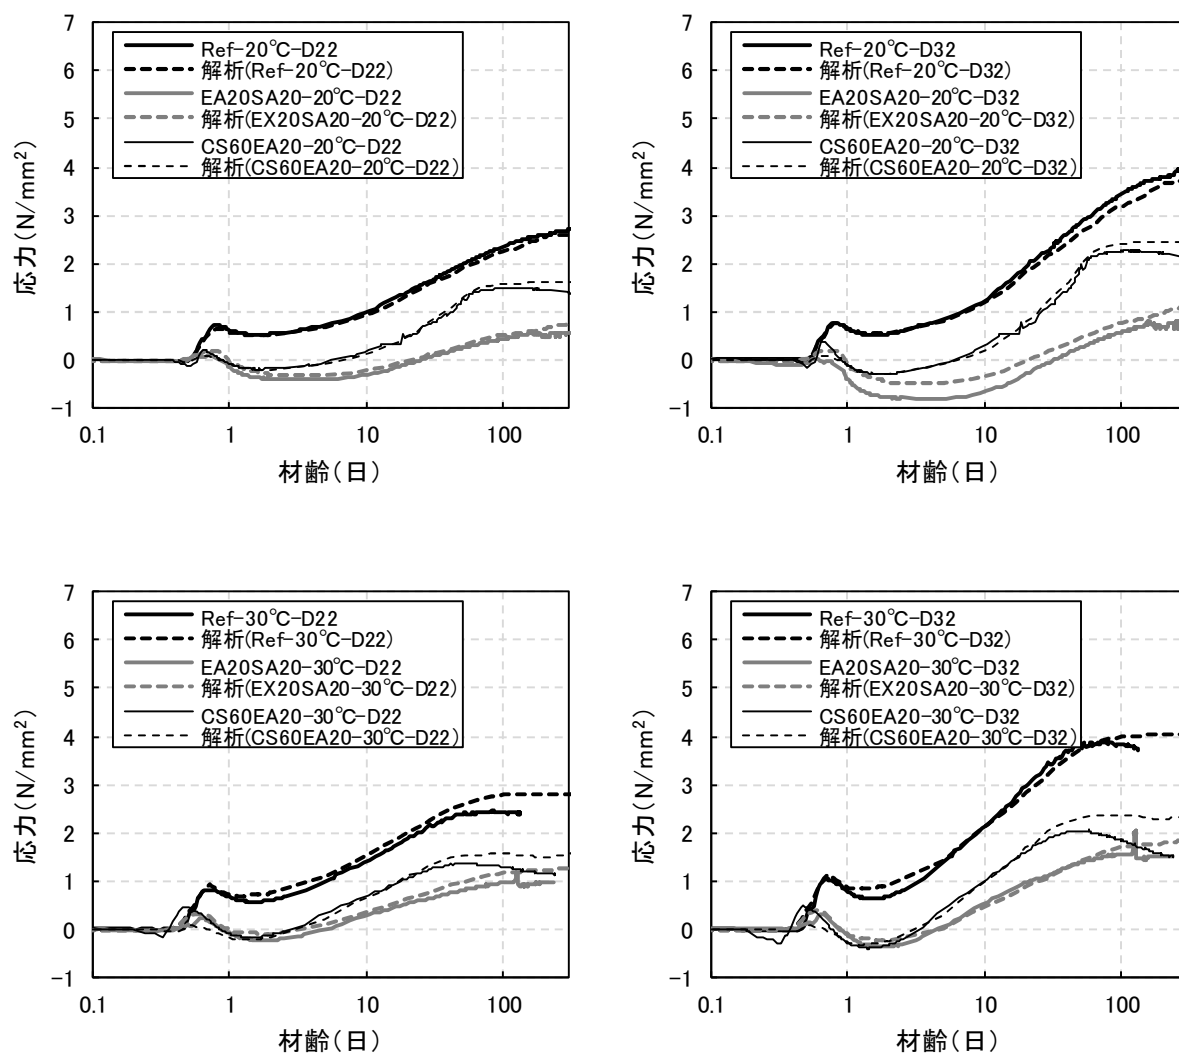 7
6
5
4
3
2
1
0
−1
応力(N/mm²)
Ref−20℃−D22
解析(Ref−20℃−D22)
EA20SA20−20℃−D22
解析(EX20SA20−20℃−D22)
CS60EA20−20℃−D22
解析(CS60EA20−20℃−D22)
0.1 1 10 100
材齢(日)
7
6
5
4
3
2
1
0
−1
応力(N/mm²)
Ref−20℃−D32
解析(Ref−20℃−D32)
EA20SA20−20℃−D32
解析(EX20SA20−20℃−D32)
CS60EA20−20℃−D32
解析(CS60EA20−20℃−D32)
0.1 1 10 100
材齢(日)
7
6
5
4
3
2
1
0
−1
応力(N/mm²)
Ref−30℃−D22
解析(Ref−30℃−D22)
EA20SA20−30℃−D22
解析(EX20SA20−30℃−D22)
CS60EA20−30℃−D22
解析(CS60EA20−30℃−D22)
0.1 1 10 100
材齢(日)
7
6
5
4
3
2
1
0
−1
応力(N/mm²)
Ref−30℃−D32
解析(Ref−30℃−D32)
EA20SA20−30℃−D32
解析(EX20SA20−30℃−D32)
CS60EA20−30℃−D32
解析(CS60EA20−30℃−D32)
0.1 1 10 100
材齢(日)